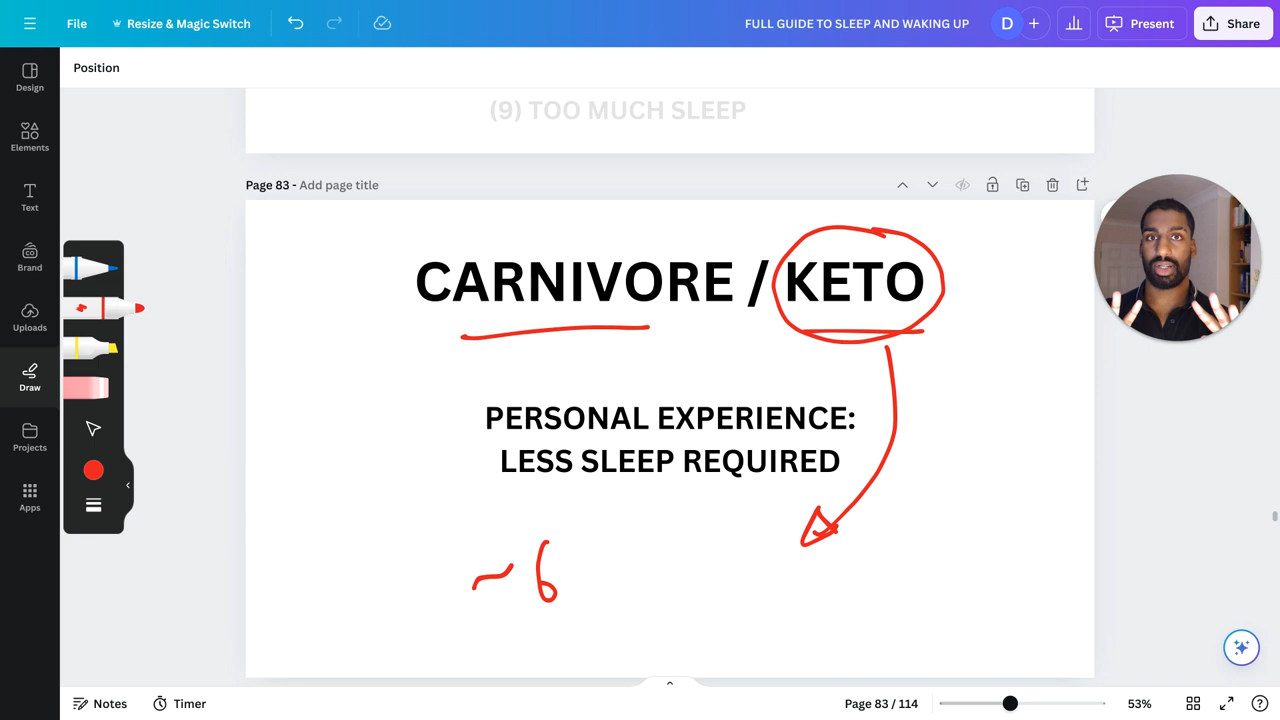 File
Resize & Magic Switch
FULL GUIDE TO SLEEP AND WAKING UP
D
Present
Share
Position
Design
Elements
Text
Brand
Uploads
Draw
Projects
Apps
(9) TOO MUCH SLEEP
Page 83 - Add page title
CARNIVORE / KETO
PERSONAL EXPERIENCE:
LESS SLEEP REQUIRED
~ 6
Notes
Timer
Page 83 / 114
53%